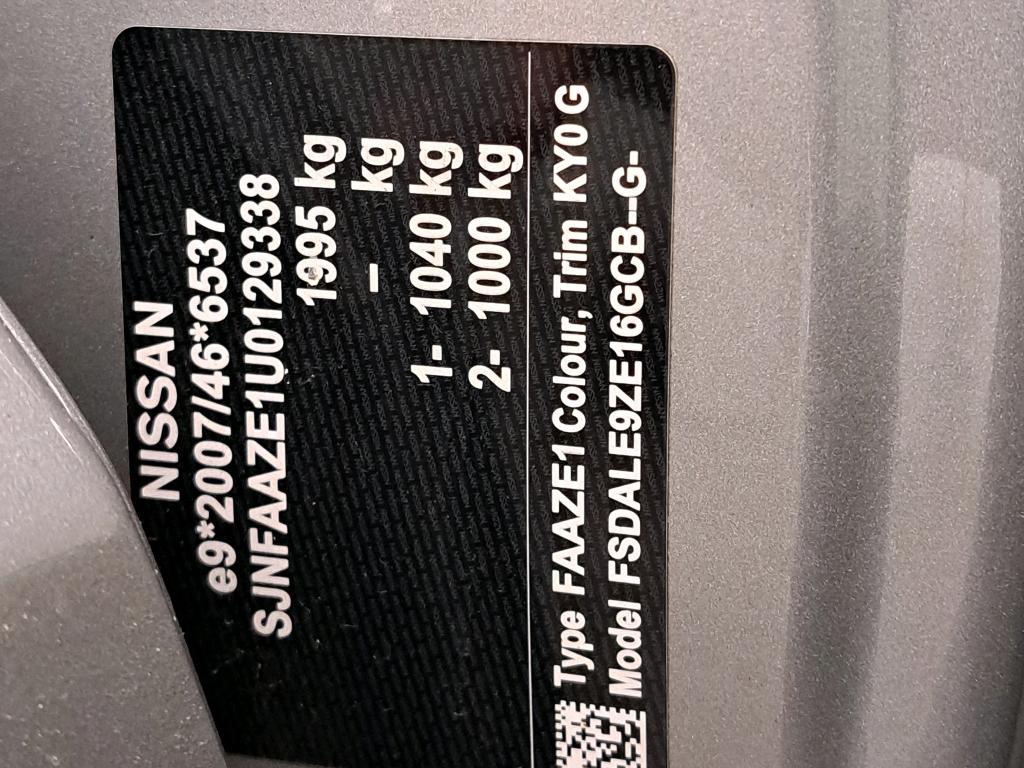 NISSAN
e9*2007/46*6537
SJNFAAZE1U0129338
1995 kg
– kg
1- 1040 kg
2- 1000 kg
Type FAAZE1 Colour, Trim KY0 G
Model FSDALE9ZE16GCB--G-